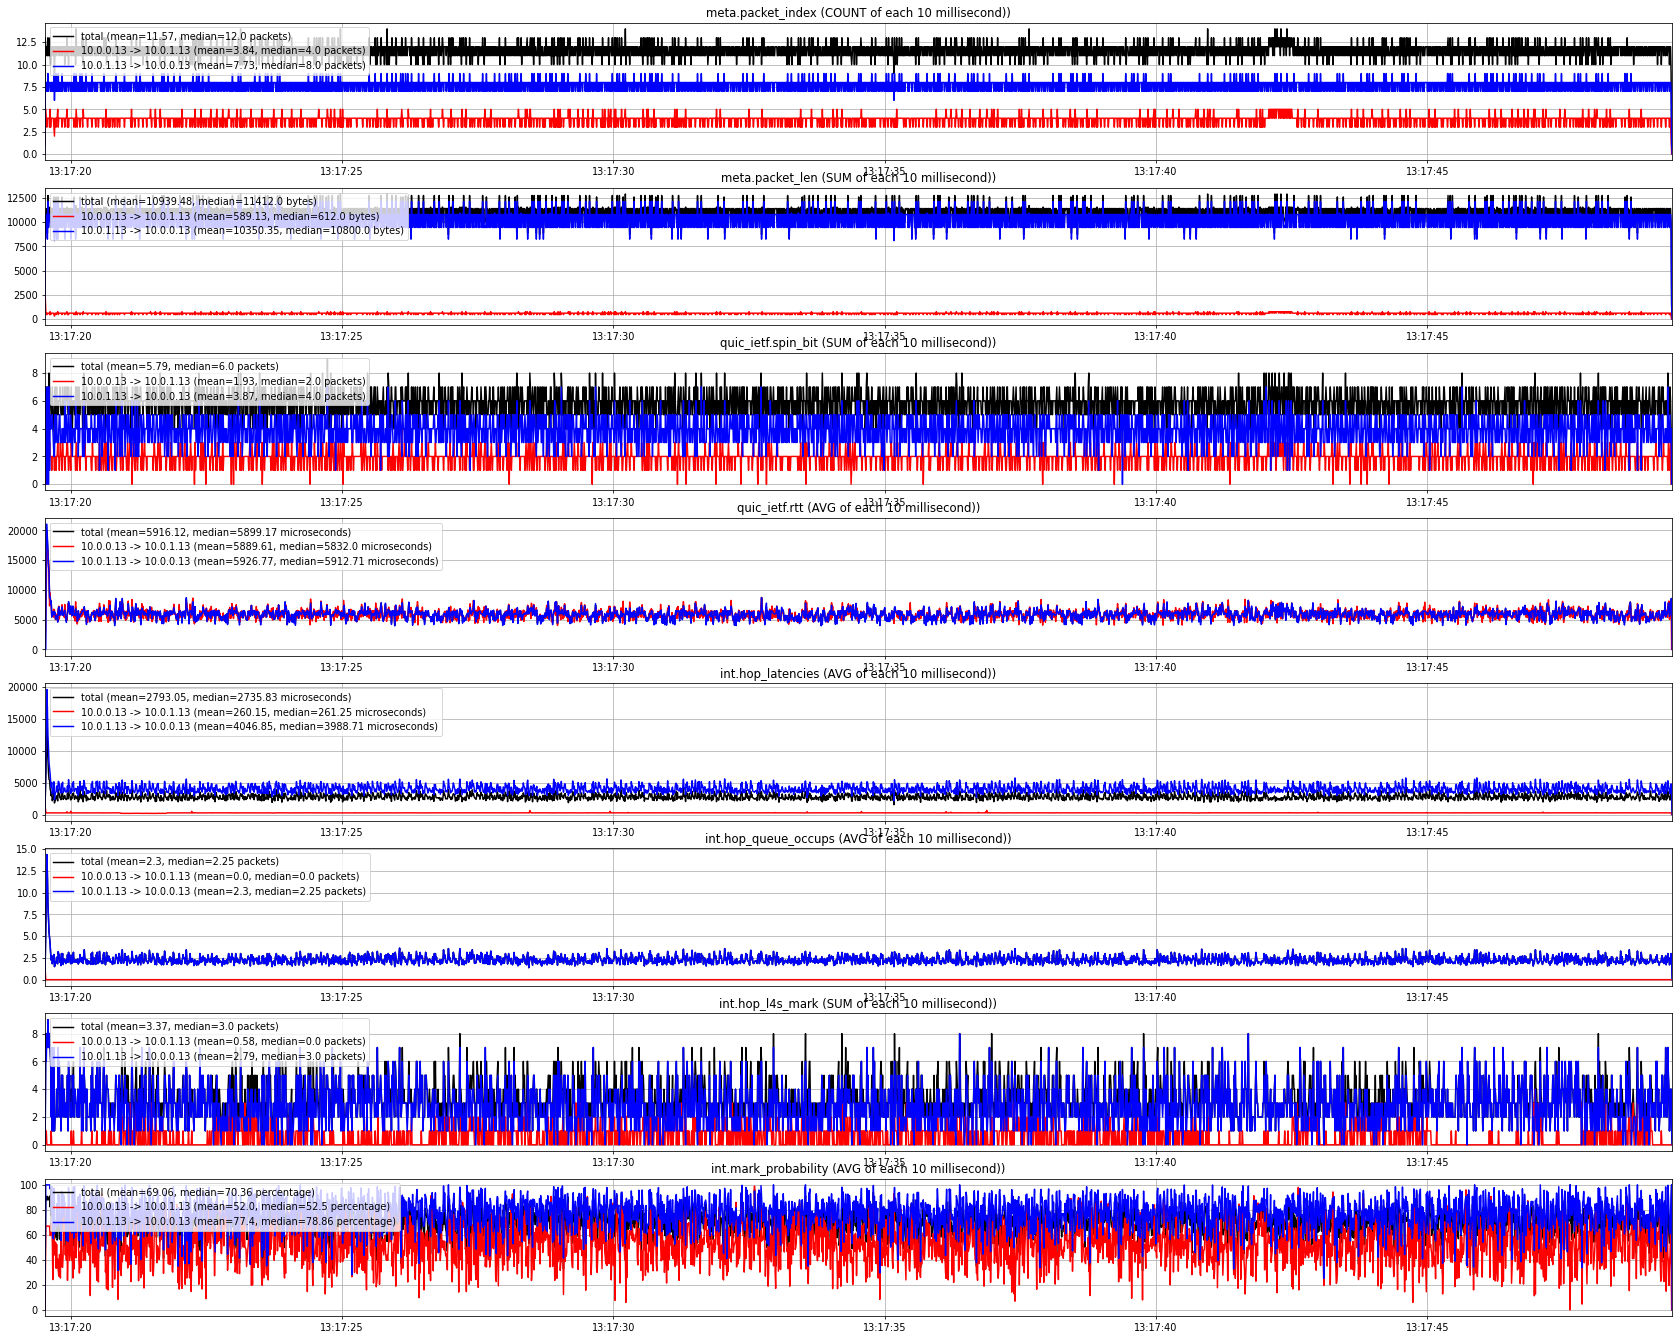 meta.packet_index (COUNT of each 10 millisecond))
total (mean=11.57, median=12.0 packets)
10.0.0.13 -> 10.0.1.13 (mean=3.84, median=4.0 packets)
10.0.1.13 -> 10.0.0.13 (mean=7.73, median=8.0 packets)
12.5
10.0
7.5
5.0
2.5
0.0
13:17:20 13:17:25 13:17:30 13:17:35 13:17:40 13:17:45
meta.packet_len (SUM of each 10 millisecond))
total (mean=10939.48, median=11412.0 bytes)
10.0.0.13 -> 10.0.1.13 (mean=589.13, median=612.0 bytes)
10.0.1.13 -> 10.0.0.13 (mean=10350.35, median=10800.0 bytes)
12500
10000
7500
5000
2500
0
13:17:20 13:17:25 13:17:30 13:17:35 13:17:40 13:17:45
quic_ietf.spin_bit (SUM of each 10 millisecond))
total (mean=5.79, median=6.0 packets)
10.0.0.13 -> 10.0.1.13 (mean=1.93, median=2.0 packets)
10.0.1.13 -> 10.0.0.13 (mean=3.87, median=4.0 packets)
8
6
4
2
0
13:17:20 13:17:25 13:17:30 13:17:35 13:17:40 13:17:45
quic_ietf.rtt (AVG of each 10 millisecond))
total (mean=5916.12, median=5899.17 microseconds)
10.0.0.13 -> 10.0.1.13 (mean=5889.61, median=5832.0 microseconds)
10.0.1.13 -> 10.0.0.13 (mean=5926.77, median=5912.71 microseconds)
20000
15000
10000
5000
0
13:17:20 13:17:25 13:17:30 13:17:35 13:17:40 13:17:45
int.hop_latencies (AVG of each 10 millisecond))
total (mean=2793.05, median=2735.83 microseconds)
10.0.0.13 -> 10.0.1.13 (mean=260.15, median=261.25 microseconds)
10.0.1.13 -> 10.0.0.13 (mean=4046.85, median=3988.71 microseconds)
20000
15000
10000
5000
0
13:17:20 13:17:25 13:17:30 13:17:35 13:17:40 13:17:45
int.hop_queue_occups (AVG of each 10 millisecond))
total (mean=2.3, median=2.25 packets)
10.0.0.13 -> 10.0.1.13 (mean=0.0, median=0.0 packets)
10.0.1.13 -> 10.0.0.13 (mean=2.3, median=2.25 packets)
15.0
12.5
10.0
7.5
5.0
2.5
0.0
13:17:20 13:17:25 13:17:30 13:17:35 13:17:40 13:17:45
int.hop_l4s_mark (SUM of each 10 millisecond))
total (mean=3.37, median=3.0 packets)
10.0.0.13 -> 10.0.1.13 (mean=0.58, median=0.0 packets)
10.0.1.13 -> 10.0.0.13 (mean=2.79, median=3.0 packets)
8
6
4
2
0
13:17:20 13:17:25 13:17:30 13:17:35 13:17:40 13:17:45
int.mark_probability (AVG of each 10 millisecond))
total (mean=69.06, median=70.36 percentage)
10.0.0.13 -> 10.0.1.13 (mean=52.0, median=52.5 percentage)
10.0.1.13 -> 10.0.0.13 (mean=77.4, median=78.86 percentage)
100
80
60
40
20
0
13:17:20 13:17:25 13:17:30 13:17:35 13:17:40 13:17:45